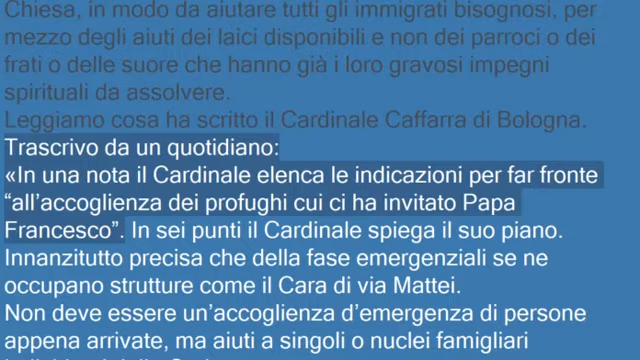 Chiesa, in modo da aiutare tutti gli immigrati bisognosi, per
mezzo degli aiuti dei laici disponibili e non dei parroci o dei
frati o delle suore che hanno già i loro gravosi impegni
spirituali da assolvere.
Leggiamo cosa ha scritto il Cardinale Caffarra di Bologna.
Trascrivo da un quotidiano:
«In una nota il Cardinale elenca le indicazioni per far fronte
“all’accoglienza dei profughi cui ci ha invitato Papa
Francesco”. In sei punti il Cardinale spiega il suo piano.
Innanzitutto precisa che della fase emergenziali se ne
occupano strutture come il Cara di via Mattei.
Non deve essere un’accoglienza d’emergenza di persone
appena arrivate, ma aiuti a singoli o nuclei famigliari